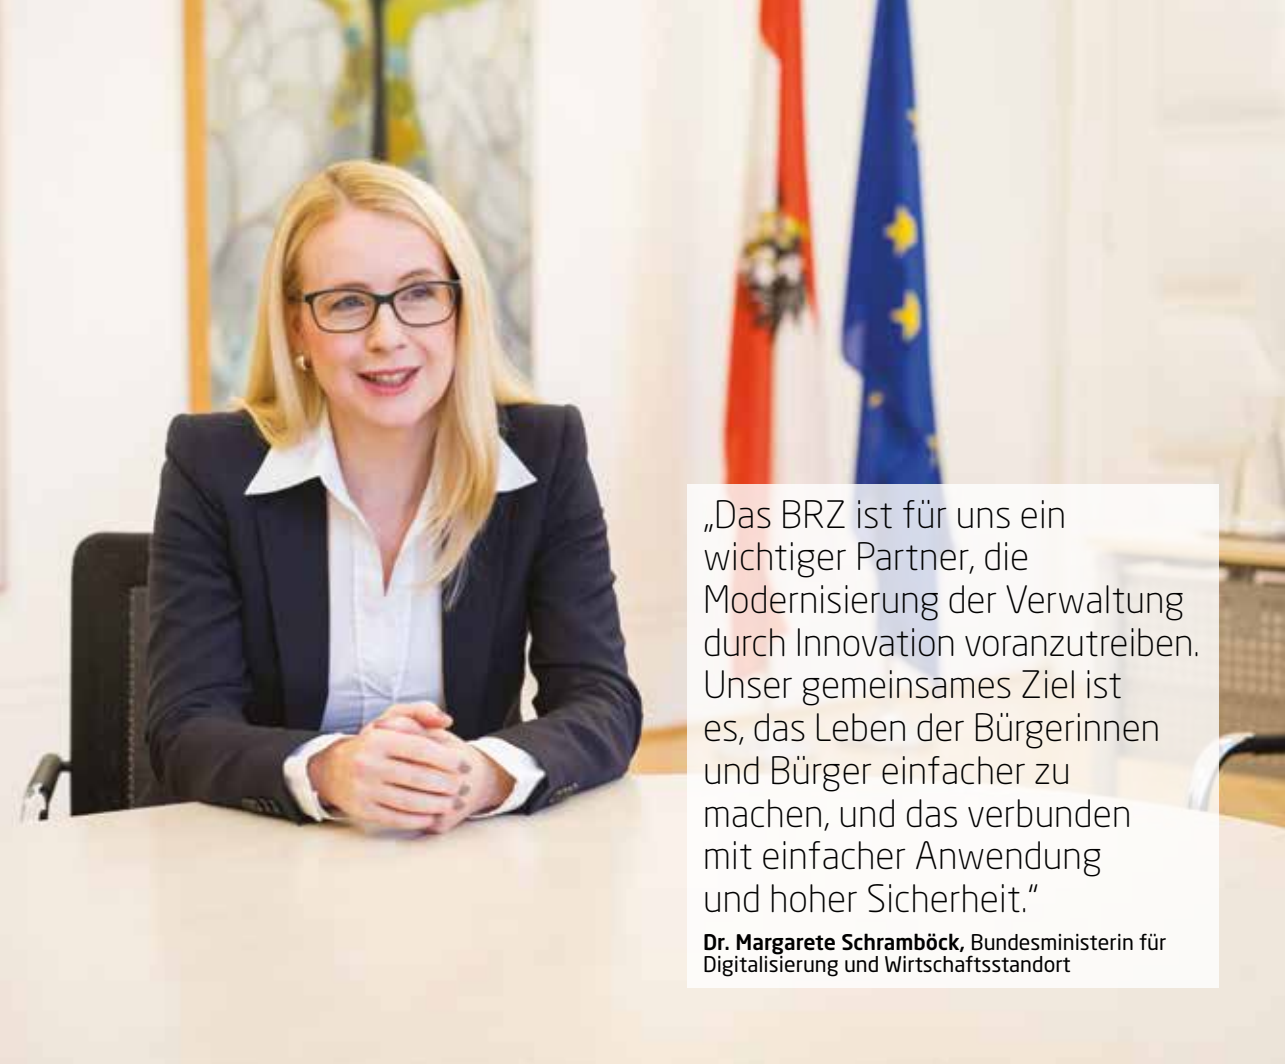 „Das BRZ ist für uns ein
wichtiger Partner, die
Modernisierung der Verwaltung
durch Innovation voranzutreiben.
Unser gemeinsames Ziel ist
es, das Leben der Bürgerinnen
und Bürger einfacher zu
machen, und das verbunden
mit einfacher Anwendung
und hoher Sicherheit.“
Dr. Margarete Schramböck, Bundesministerin für
Digitalisierung und Wirtschaftsstandort